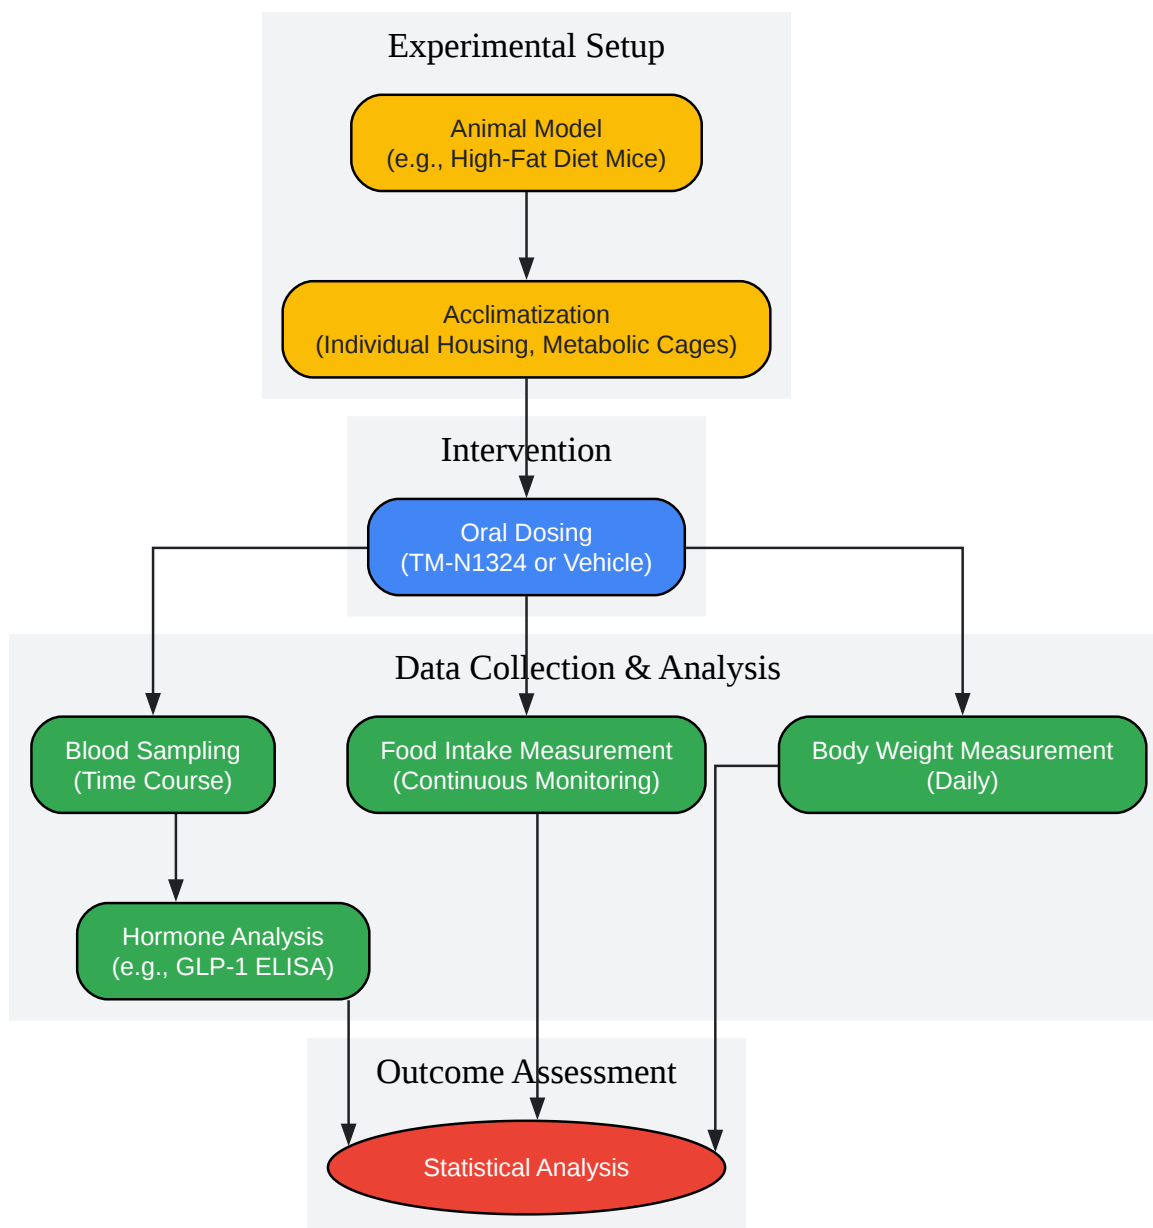 Experimental Setup
Animal Model
(e.g., High-Fat Diet Mice)
Acclimatization
(Individual Housing, Metabolic Cages)
Intervention
Oral Dosing
(TM-N1324 or Vehicle)
Data Collection & Analysis
Blood Sampling
(Time Course)
Food Intake Measurement
(Continuous Monitoring)
Body Weight Measurement
(Daily)
Hormone Analysis
(e.g., GLP-1 ELISA)
Outcome Assessment
Statistical Analysis